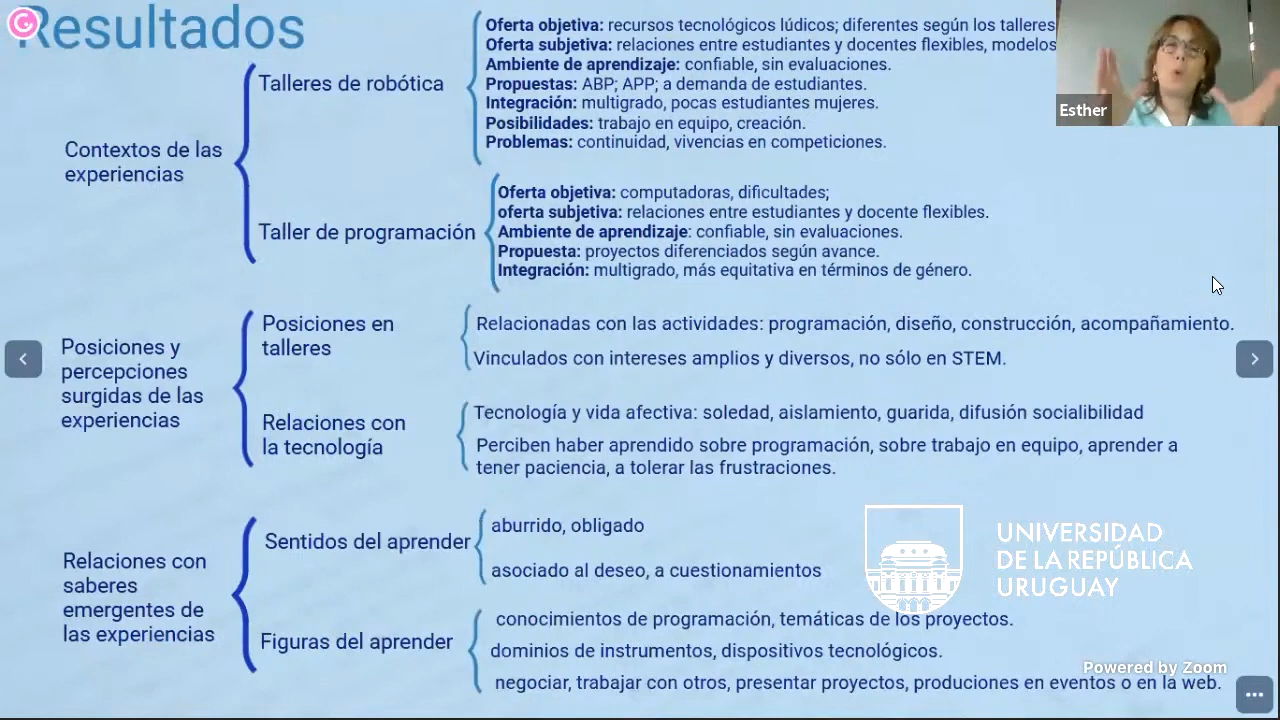 Resultados
Esther
Contextos de las
experiencias
Talleres de robótica
Oferta objetiva: recursos tecnológicos lúdicos; diferentes según los talleres
Oferta subjetiva: relaciones entre estudiantes y docentes flexibles, modelos
Ambiente de aprendizaje: confiable, sin evaluaciones.
Propuestas: ABP; APP; a demanda de estudiantes.
Integración: multigrado, pocas estudiantes mujeres.
Posibilidades: trabajo en equipo, creación.
Problemas: continuidad, vivencias en competiciones.
Taller de programación
Oferta objetiva: computadoras, dificultades;
oferta subjetiva: relaciones entre estudiantes y docente flexibles.
Ambiente de aprendizaje: confiable, sin evaluaciones.
Propuesta: proyectos diferenciados según avance.
Integración: multigrado, más equitativa en términos de género.
Posiciones y
percepciones
surgidas de las
experiencias
Posiciones en
talleres
Relacionadas con las actividades: programación, diseño, construcción, acompañamiento.
Vinculados con intereses amplios y diversos, no sólo en STEM.
Relaciones con
la tecnología
Tecnología y vida afectiva: soledad, aislamiento, guarida, difusión socialibilidad
Perciben haber aprendido sobre programación, sobre trabajo en equipo, aprender a
tener paciencia, a tolerar las frustraciones.
Relaciones con
saberes
emergentes de
las experiencias
Sentidos del aprender
aburrido, obligado
asociado al deseo, a cuestionamientos
Figuras del aprender
conocimientos de programación, temáticas de los proyectos.
dominios de instrumentos, dispositivos tecnológicos.
negociar, trabajar con otros, presentar proyectos, produciones en eventos o en la web.
UNIVERSIDAD
DE LA REPÚBLICA
URUGUAY
Powered by Zoom